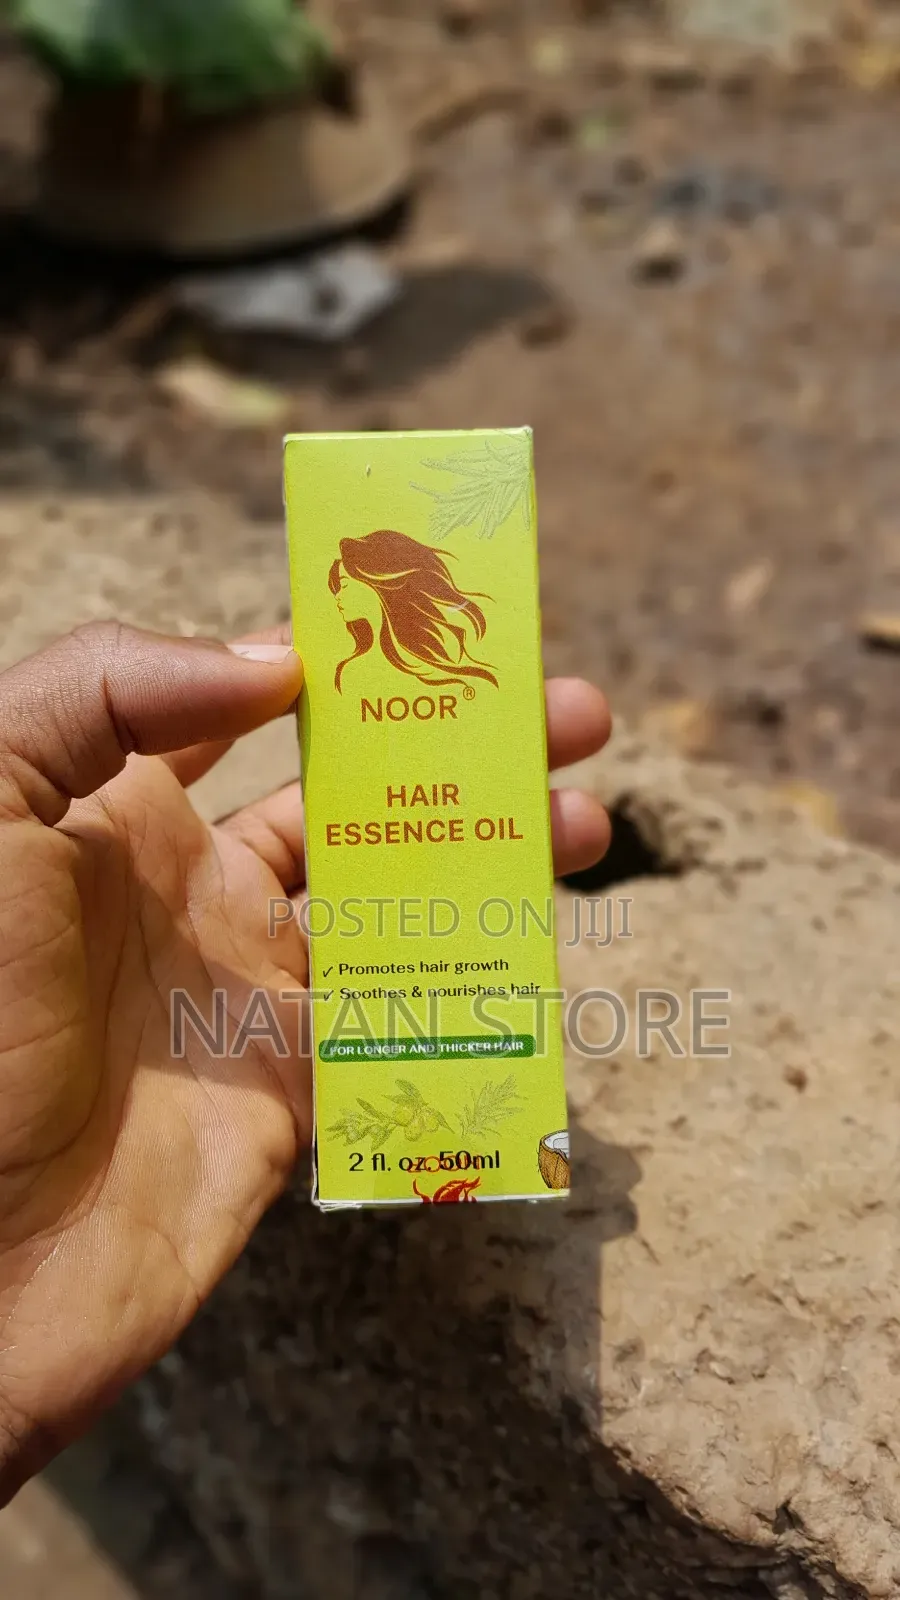 NOOR®
HAIR
ESSENCE OIL
POSTED ON JIJI
✓ Promotes hair growth
✓ Soothes & nourishes hair
NATAN STORE
FOR LONGER AND THICKER HAIR
2 fl. oz. 50ml